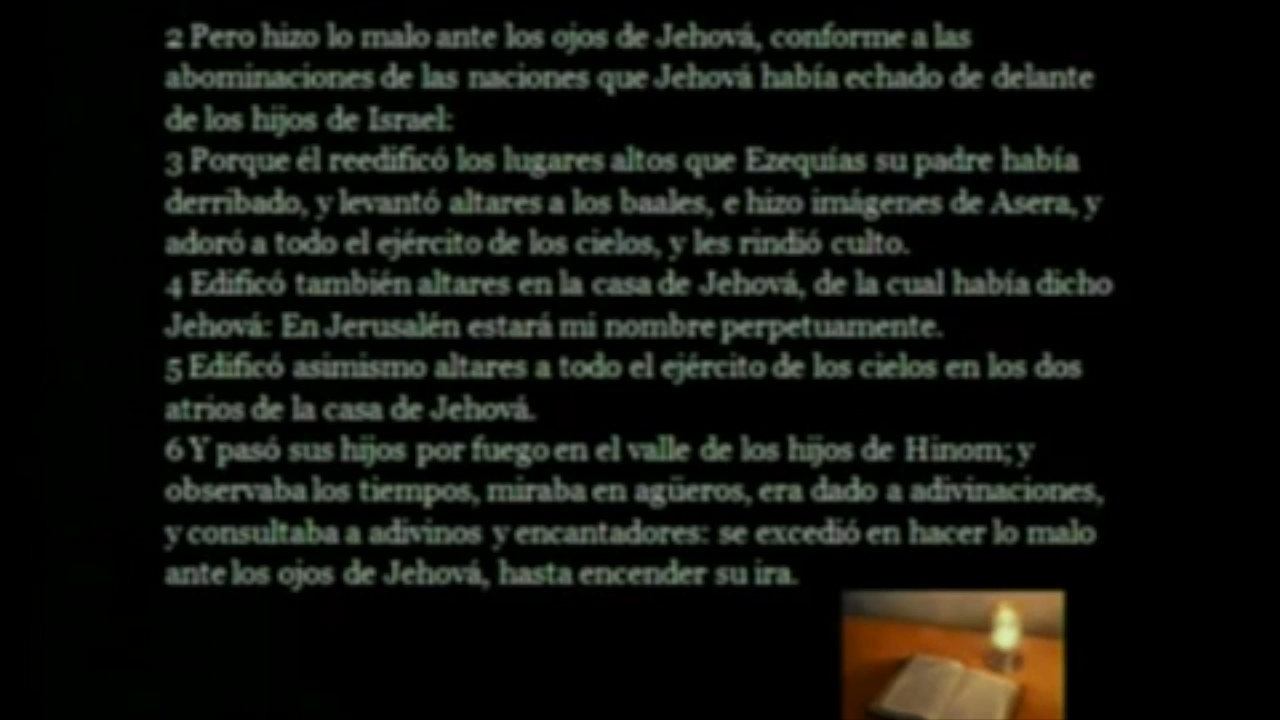 2 Pero hizo lo malo ante los ojos de Jehová, conforme a las
abominaciones de las naciones que Jehová había echado de delante
de los hijos de Israel:
3 Porque él reedificó los lugares altos que Ezequías su padre había
derribado, y levantó altares a los baales, e hizo imágenes de Asera, y
adoró a todo el ejército de los cielos, y les rindió culto.
4 Edificó también altares en la casa de Jehová, de la cual había dicho
Jehová: En Jerusalén estará mi nombre perpetuamente.
5 Edificó asimismo altares a todo el ejército de los cielos en los dos
atrios de la casa de Jehová.
6 Y pasó sus hijos por fuego en el valle de los hijos de Hinom; y
observaba los tiempos, miraba en agüeros, era dado a adivinaciones,
y consultaba a adivinos y encantadores: se excedió en hacer lo malo
ante los ojos de Jehová, hasta encender su ira.